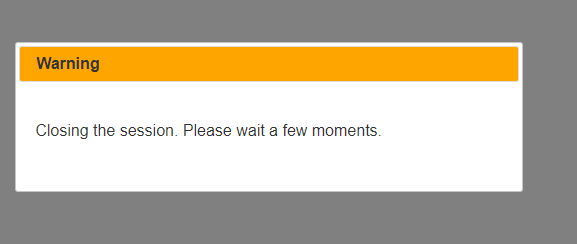 Warning
Closing the session. Please wait a few moments.